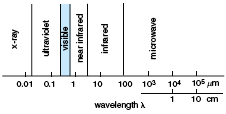 x-ray
ultraviolet
visible
near infrared
infrared
microwave
0.01 0.1 1 10 100 10³ 10⁴ 10⁵ μm
1 10 cm
wavelength λ